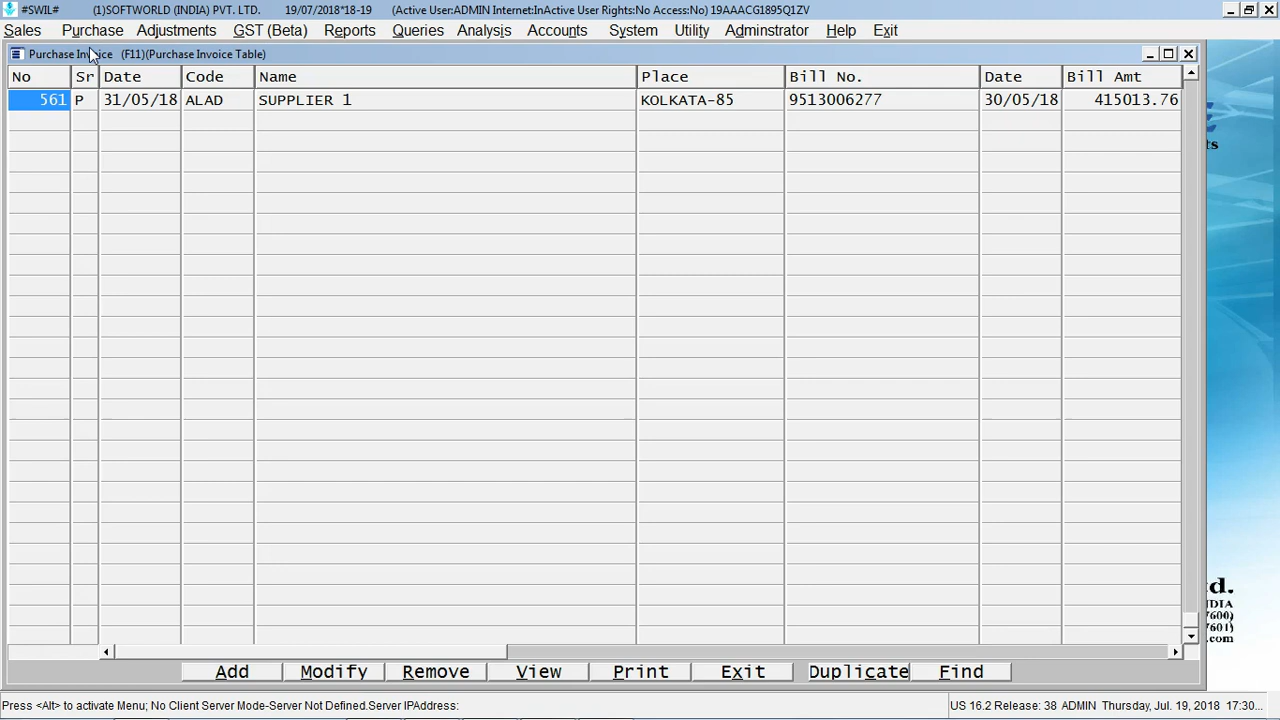 #SWIL# (1)SOFTWORLD (INDIA) PVT. LTD. 19/07/2018*18-19 (Active User:ADMIN Internet:InActive User Rights:No Access:No) 19AAACG1895Q1ZV
Sales Purchase Adjustments GST (Beta) Reports Queries Analysis Accounts System Utility Adminstrator Help Exit
Purchase Invoice (F11)(Purchase Invoice Table)
No Sr Date Code Name Place Bill No. Date Bill Amt
561 P 31/05/18 ALAD SUPPLIER 1 KOLKATA-85 9513006277 30/05/18 415013.76
ts
d.
NDIA
7600)
7601)
.com
Add Modify Remove View Print Exit Duplicate Find
Press <Alt> to activate Menu; No Client Server Mode-Server Not Defined.Server IPAddress: US 16.2 Release: 38 ADMIN Thursday, Jul. 19, 2018 17:30...